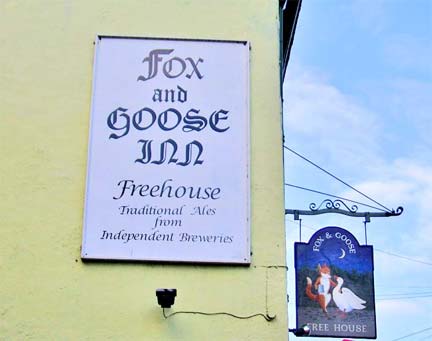 Fox
and
GOOSE
INN
Freehouse
Traditional Ales
from
Independent Breweries
FOX & GOOSE
FREE HOUSE